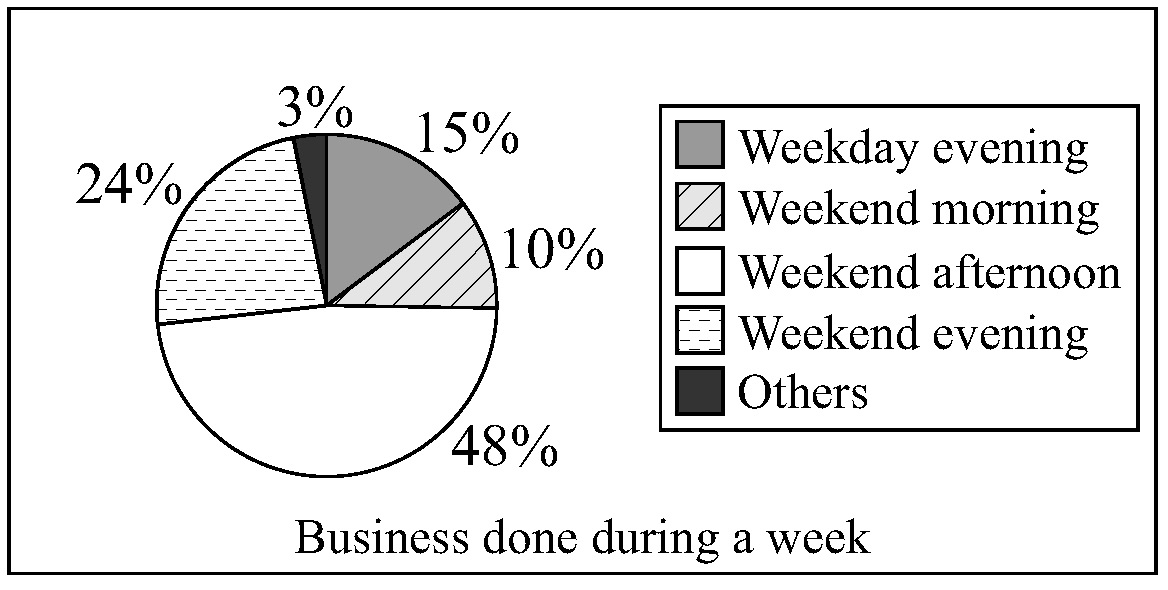 3%
15%
24%
10%
48%
Weekday evening
Weekend morning
Weekend afternoon
Weekend evening
Others
Business done during a week